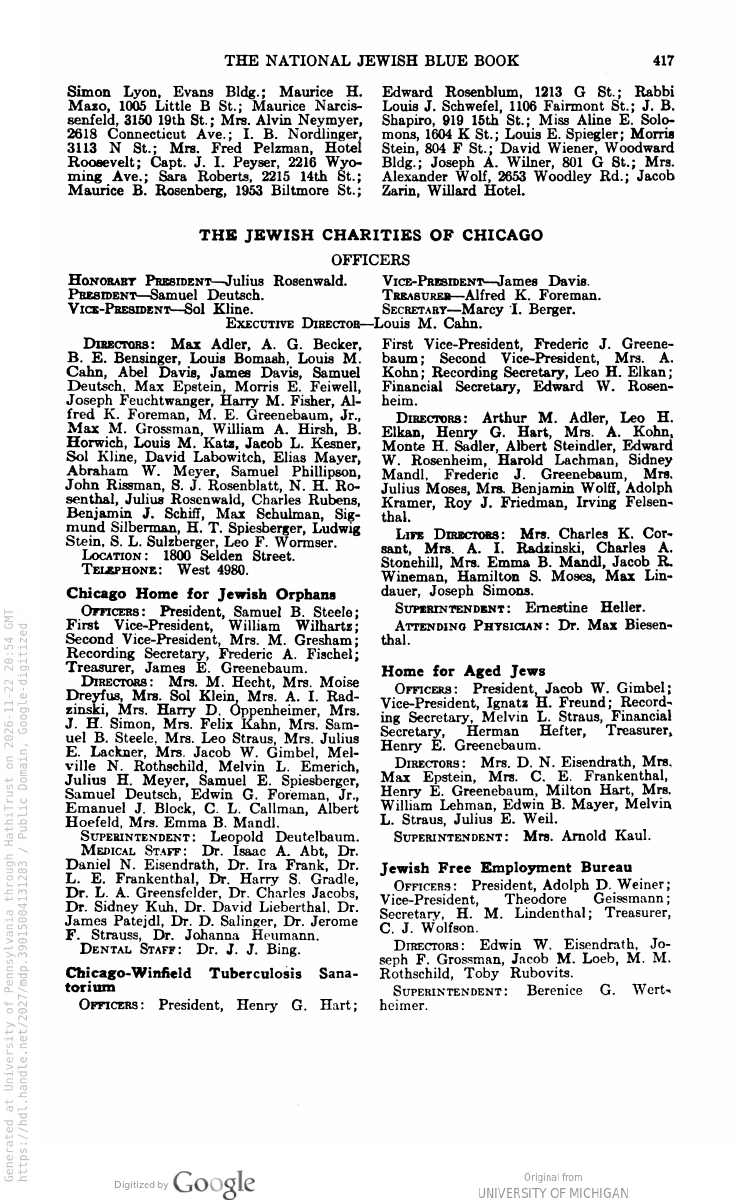 THE NATIONAL JEWISH BLUE BOOK 417
Simon Lyon, Evans Bldg.; Maurice H.
Mazo, 1005 Little B St.; Maurice Narcis-
senfeld, 3150 19th St.; Mrs. Alvin Neymyer,
2618 Connecticut Ave.; I. B. Nordlinger,
3113 N St.; Mrs. Fred Pelzman, Hotel
Roosevelt; Capt. J. I. Peyser, 2216 Wyo-
ming Ave.; Sara Roberts, 2215 14th St.;
Maurice B. Rosenberg, 1953 Biltmore St.;
Edward Rosenblum, 1213 G St.; Rabbi
Louis J. Schwefel, 1106 Fairmont St.; J. B.
Shapiro, 919 15th St.; Miss Aline E. Solo-
mons, 1604 K St.; Louis E. Spiegler; Morris
Stein, 804 F St.; David Wiener, Woodward
Bldg.; Joseph A. Wilner, 801 G St.; Mrs.
Alexander Wolf, 2653 Woodley Rd.; Jacob
Zarin, Willard Hotel.
THE JEWISH CHARITIES OF CHICAGO
OFFICERS
HONORARY PRESIDENT—Julius Rosenwald.
PRESIDENT—Samuel Deutsch.
VICE-PRESIDENT—Sol Kline.
VICE-PRESIDENT—James Davis.
TREASURER—Alfred K. Foreman.
SECRETARY—Marcy I. Berger.
EXECUTIVE DIRECTOR—Louis M. Cahn.
DIRECTORS: Max Adler, A. G. Becker,
B. E. Bensinger, Louis Bomash, Louis M.
Cahn, Abel Davis, James Davis, Samuel
Deutsch, Max Epstein, Morris E. Feiwell,
Joseph Feuchtwanger, Harry M. Fisher, Al-
fred K. Foreman, M. E. Greenebaum, Jr.,
Max M. Grossman, William A. Hirsh, B.
Horwich, Louis M. Katz, Jacob L. Kesner,
Sol Kline, David Labowitch, Elias Mayer,
Abraham W. Meyer, Samuel Phillipson,
John Rissman, S. J. Rosenblatt, N. H. Ro-
senthal, Julius Rosenwald, Charles Rubens,
Benjamin J. Schiff, Max Schulman, Sig-
mund Silberman, H. T. Spiesberger, Ludwig
Stein, S. L. Sulzberger, Leo F. Wormser.
LOCATION: 1800 Selden Street.
TELEPHONE: West 4980.
Chicago Home for Jewish Orphans
OFFICERS: President, Samuel B. Steele;
First Vice-President, William Wilhartz;
Second Vice-President, Mrs. M. Gresham;
Recording Secretary, Frederic A. Fischel;
Treasurer, James E. Greenebaum.
DIRECTORS: Mrs. M. Hecht, Mrs. Moise
Dreyfus, Mrs. Sol Klein, Mrs. A. I. Rad-
zinski, Mrs. Harry D. Oppenheimer, Mrs.
J. H. Simon, Mrs. Felix Kahn, Mrs. Sam-
uel B. Steele, Mrs. Leo Straus, Mrs. Julius
E. Lackner, Mrs. Jacob W. Gimbel, Mel-
ville N. Rothschild, Melvin L. Emerich,
Julius H. Meyer, Samuel E. Spiesberger,
Samuel Deutsch, Edwin G. Foreman, Jr.,
Emanuel J. Block, C. L. Callman, Albert
Hoefeld, Mrs. Emma B. Mandl.
SUPERINTENDENT: Leopold Deutelbaum.
MEDICAL STAFF: Dr. Isaac A. Abt, Dr.
Daniel N. Eisendrath, Dr. Ira Frank, Dr.
L. E. Frankenthal, Dr. Harry S. Gradle,
Dr. L. A. Greensfelder, Dr. Charles Jacobs,
Dr. Sidney Kuh, Dr. David Lieberthal, Dr.
James Patejdl, Dr. D. Salinger, Dr. Jerome
F. Strauss, Dr. Johanna Heumann.
DENTAL STAFF: Dr. J. J. Bing.
Chicago-Winfield Tuberculosis Sana-
torium
OFFICERS: President, Henry G. Hart;
First Vice-President, Frederic J. Greene-
baum; Second Vice-President, Mrs. A.
Kohn; Recording Secretary, Leo H. Elkan;
Financial Secretary, Edward W. Rosen-
heim.
DIRECTORS: Arthur M. Adler, Leo H.
Elkan, Henry G. Hart, Mrs. A. Kohn,
Monte H. Sadler, Albert Steindler, Edward
W. Rosenheim, Harold Lachman, Sidney
Mandl, Frederic J. Greenebaum, Mrs.
Julius Moses, Mrs. Benjamin Wolff, Adolph
Kramer, Roy J. Friedman, Irving Felsen-
thal.
LIFE DIRECTORS: Mrs. Charles K. Cor-
sant, Mrs. A. I. Radzinski, Charles A.
Stonehill, Mrs. Emma B. Mandl, Jacob R.
Wineman, Hamilton S. Moses, Max Lin-
dauer, Joseph Simons.
SUPERINTENDENT: Ernestine Heller.
ATTENDING PHYSICIAN: Dr. Max Biesen-
thal.
Home for Aged Jews
OFFICERS: President, Jacob W. Gimbel;
Vice-President, Ignatz H. Freund; Record-
ing Secretary, Melvin L. Straus, Financial
Secretary, Herman Hefter, Treasurer,
Henry E. Greenebaum.
DIRECTORS: Mrs. D. N. Eisendrath, Mrs.
Max Epstein, Mrs. C. E. Frankenthal,
Henry E. Greenebaum, Milton Hart, Mrs.
William Lehman, Edwin B. Mayer, Melvin
L. Straus, Julius E. Weil.
SUPERINTENDENT: Mrs. Arnold Kaul.
Jewish Free Employment Bureau
OFFICERS: President, Adolph D. Weiner;
Vice-President, Theodore Geissmann;
Secretary, H. M. Lindenthal; Treasurer,
C. J. Wolfson.
DIRECTORS: Edwin W. Eisendrath, Jo-
seph F. Grossman, Jacob M. Loeb, M. M.
Rothschild, Toby Rubovits.
SUPERINTENDENT: Berenice G. Wert-
heimer.
Generated at University of Pennsylvania through HathiTrust on 2026-11-22 20:54 GMT
https://hdl.handle.net/2027/mdp.39015084131283 / Public Domain, Google-digitized
Digitized by Google
Original from
UNIVERSITY OF MICHIGAN